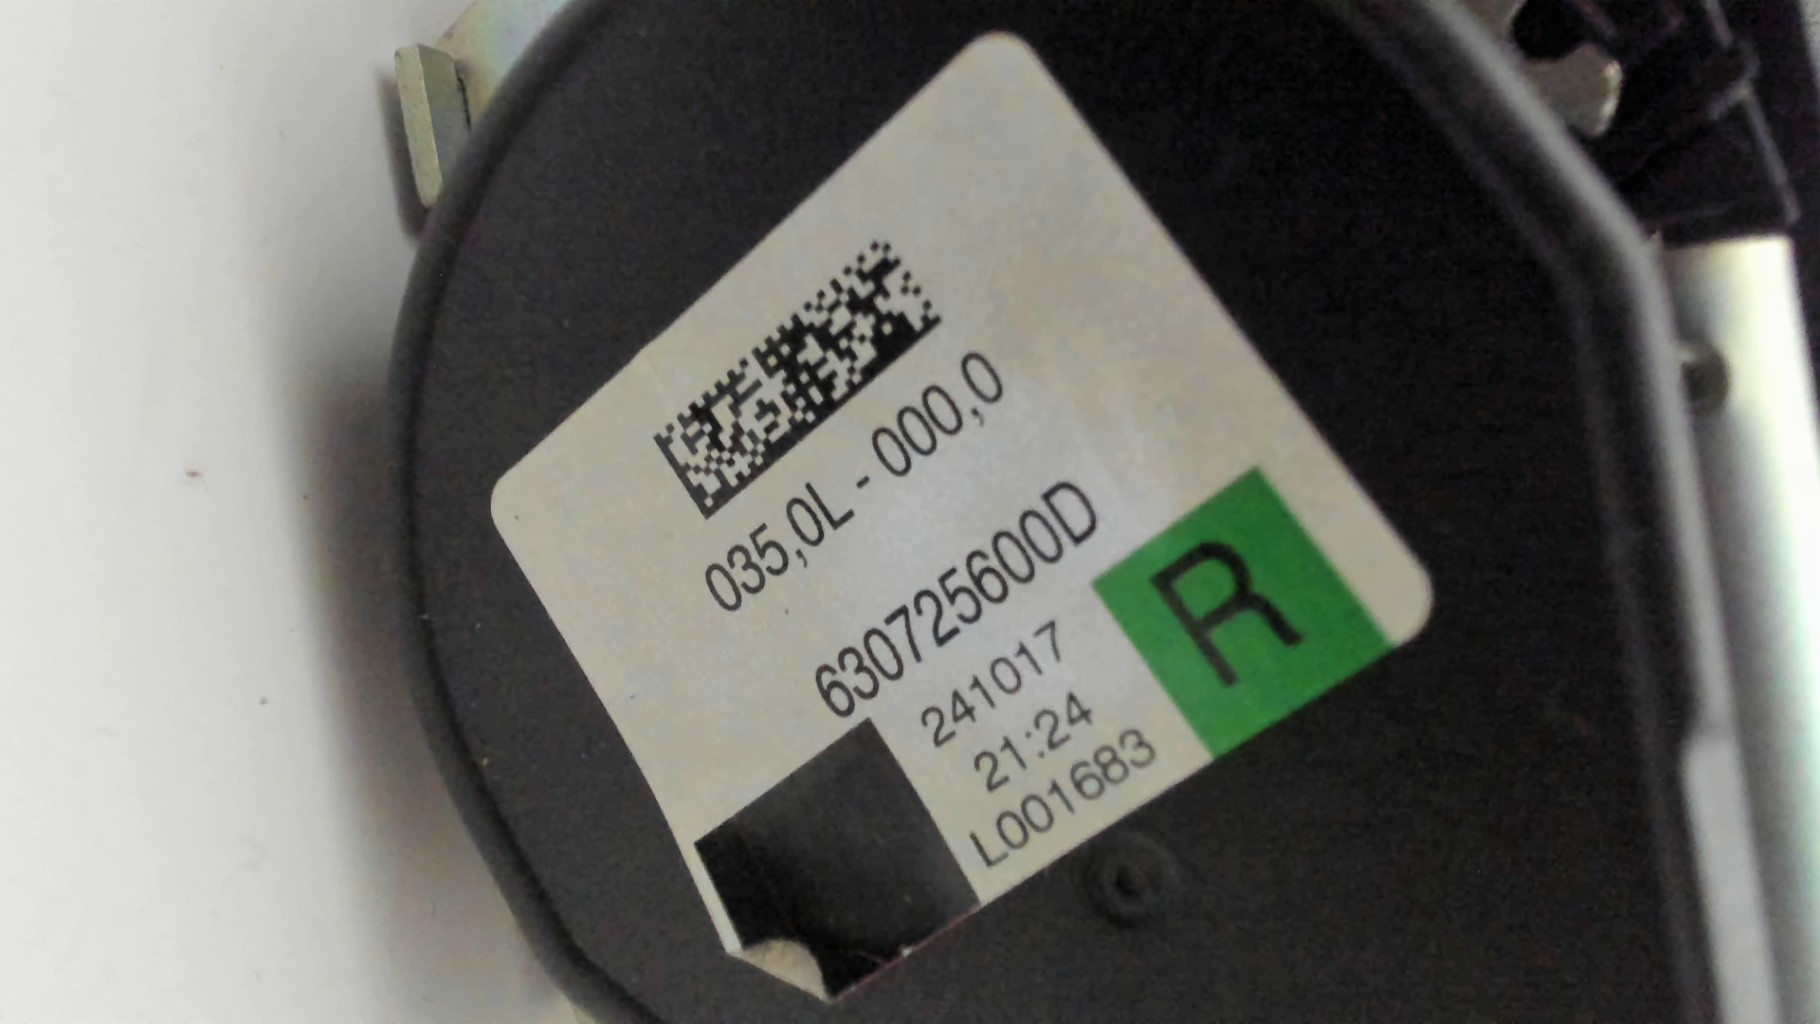 035,0L - 000,0
630725600D
241017
21:24
L001683
R